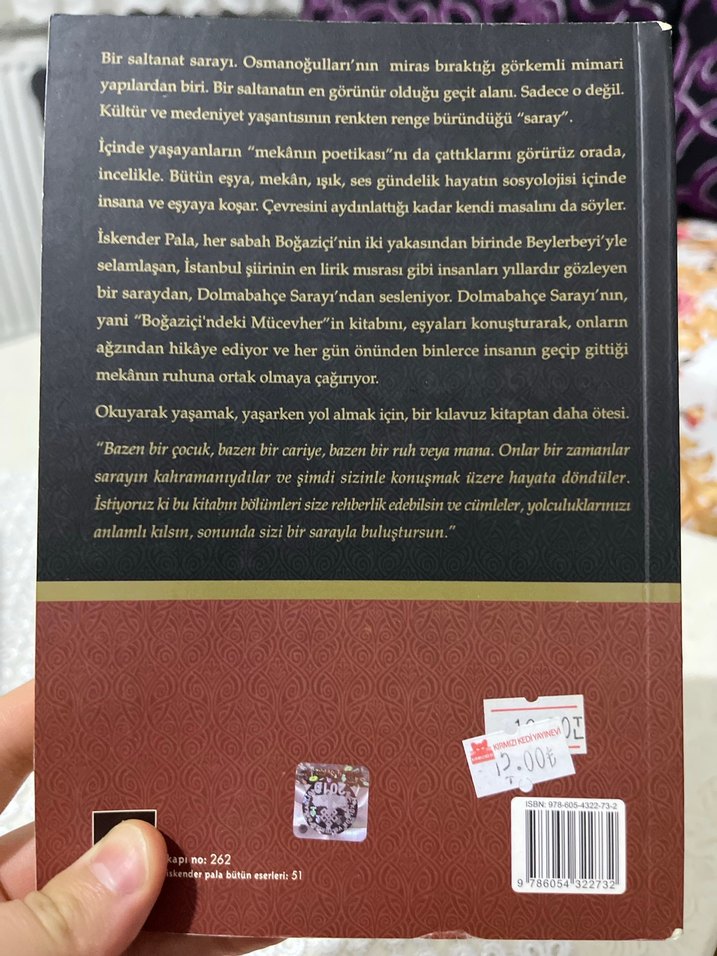 Bir saltanat sarayı. Osmanoğulları'nın miras bıraktığı görkemli mimari
yapılardan biri. Bir saltanatın en görünür olduğu geçit alanı. Sadece o değil.
Kültür ve medeniyet yaşantısının renkten renge büründüğü "saray".
İçinde yaşayanların "mekânın poetikası"nı da çattıklarını görürüz orada,
incelikle. Bütün eşya, mekân, ışık, ses gündelik hayatın sosyolojisi içinde
insana ve eşyaya koşar. Çevresini aydınlattığı kadar kendi masalını da söyler.
İskender Pala, her sabah Boğaziçi'nin iki yakasından birinde Beylerbeyi'yle
selamlaşan, İstanbul şiirinin en lirik mısrası gibi insanları yıllardır gözleyen
bir saraydan, Dolmabahçe Sarayı'ndan sesleniyor. Dolmabahçe Sarayı'nın,
yani "Boğaziçi'ndeki Mücevher"in kitabını, eşyaları konuşturarak, onların
ağzından hikâye ediyor ve her gün önünden binlerce insanın geçip gittiği
mekânın ruhuna ortak olmaya çağırıyor.
Okuyarak yaşamak, yaşarken yol almak için, bir kılavuz kitaptan daha ötesi.
"Bazen bir çocuk, bazen bir cariye, bazen bir ruh veya mana. Onlar bir zamanlar
sarayın kahramanıydılar ve şimdi sizinle konuşmak üzere hayata döndüler.
İstiyoruz ki bu kitabın bölümleri size rehberlik edebilsin ve cümleler, yolculuklarınızı
anlamlı kılsın, sonunda sizi bir sarayla buluştursun."
KIRMIZI KEDİ YAYINEVİ
2018
ISBN: 978-605-4322-73-2
9 786054 322732
kapı no: 262
iskender pala bütün eserleri: 51